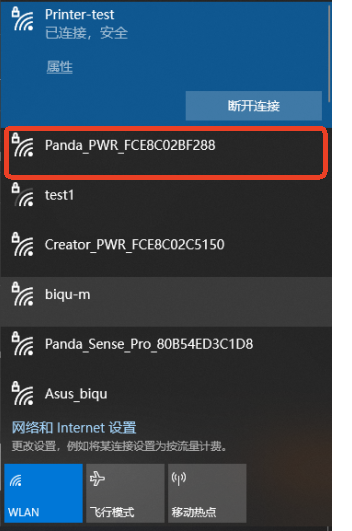 Printer-test
已连接，安全
属性
断开连接
Panda_PWR_FCE8C02BF288
test1
Creator_PWR_FCE8C02C5150
biqu-m
Panda_Sense_Pro_80B54ED3C1D8
Asus_biqu
网络和 Internet 设置
更改设置，例如将某连接设置为按流量计费。
WLAN
飞行模式
移动热点